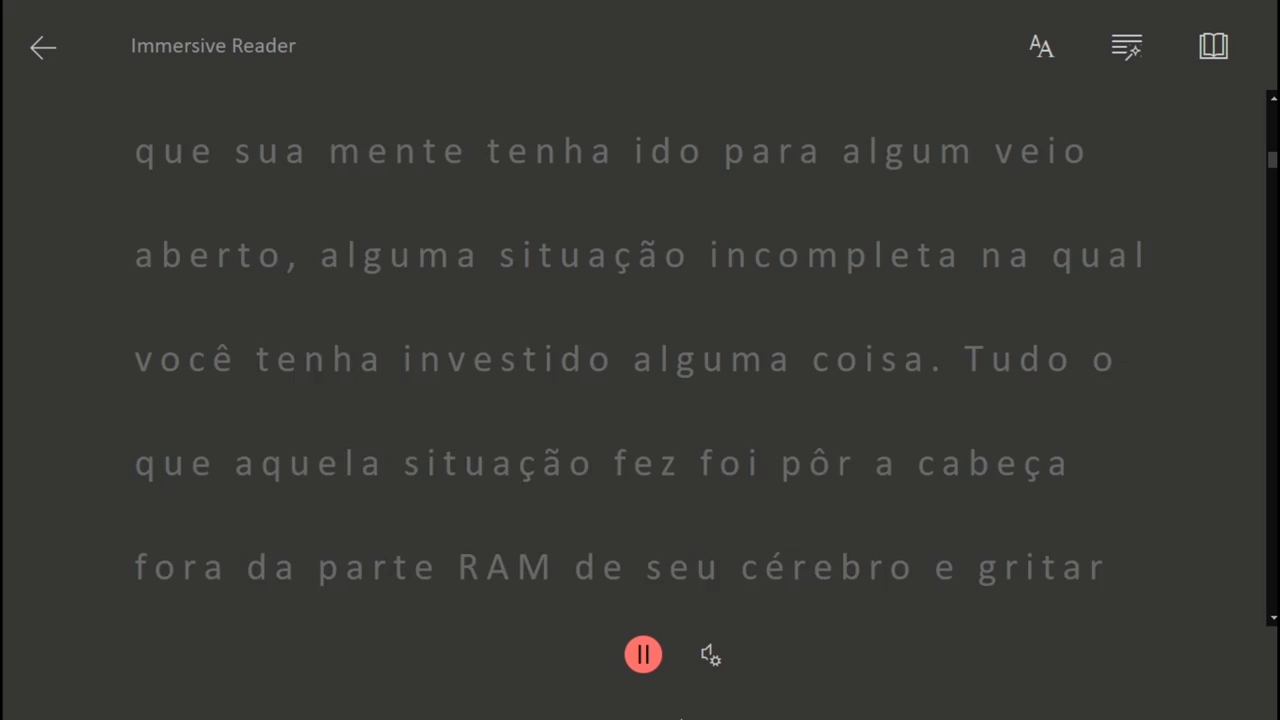 Immersive Reader
que sua mente tenha ido para algum veio
aberto, alguma situação incompleta na qual
você tenha investido alguma coisa. Tudo o
que aquela situação fez foi pôr a cabeça
fora da parte RAM de seu cérebro e gritar